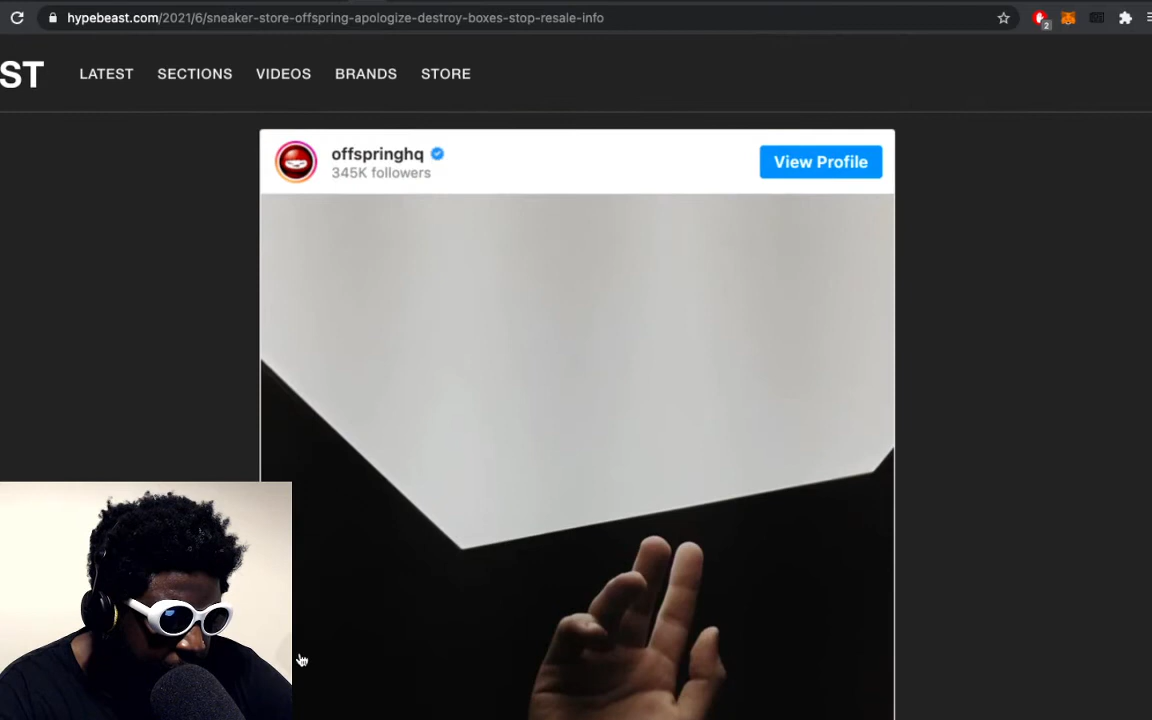 hypebeast.com/2021/6/sneaker-store-offspring-apologize-destroy-boxes-stop-resale-info
2
ST LATEST SECTIONS VIDEOS BRANDS STORE
offspringhq
View Profile
345K followers